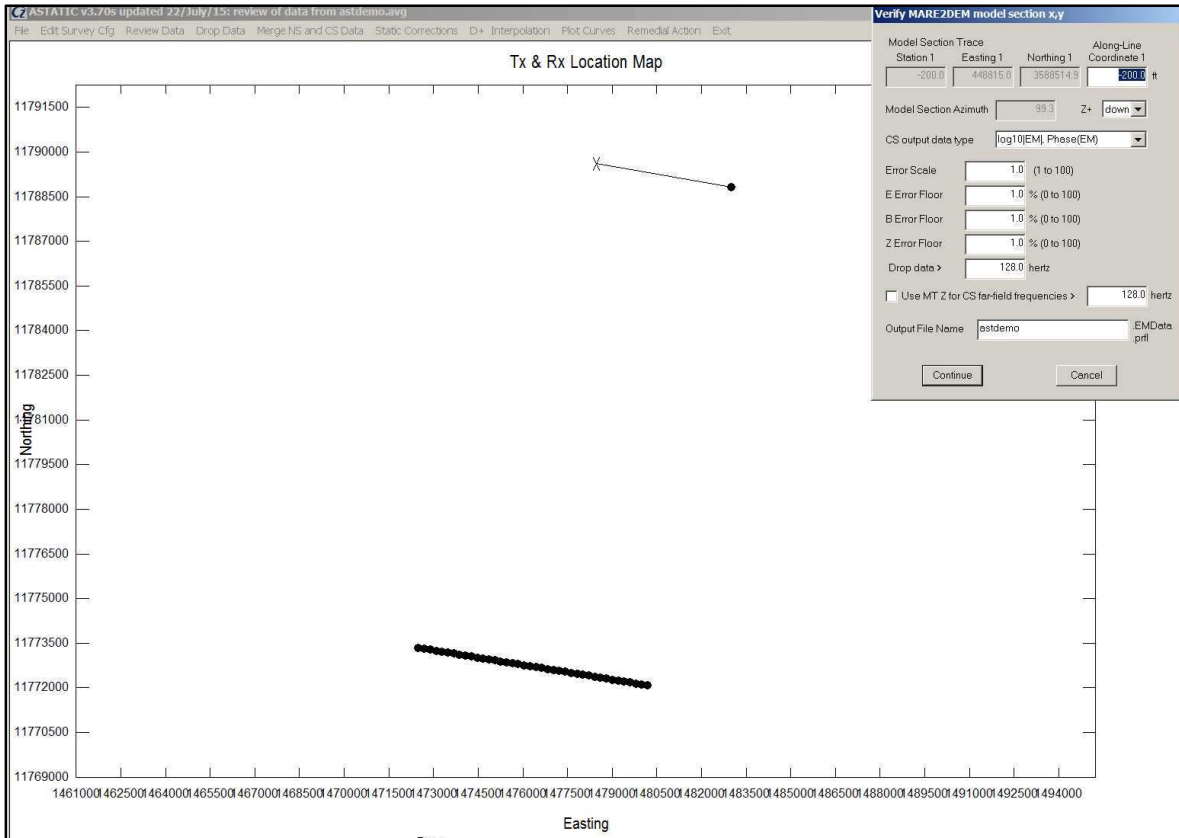 ASTATIC v3.70s updated 22/July/15: review of data from astdemo.avg
File Edit Survey Cfg Review Data Drop Data Merge NS and CS Data Static Corrections D+ Interpolation Plot Curves Remedial Action Exit
Tx & Rx Location Map
11791500
11790000
11788500
11787000
11785500
11784000
11782500
11781000
11779500
11778000
11776500
11775000
11773500
11772000
11770500
11769000
Northing
1461000 1462500 1464000 1465500 1467000 1468500 1470000 1471500 1473000 1474500 1476000 1477500 1479000 1480500 1482000 1483500 1485000 1486500 1488000 1489500 1491000 1492500 1494000
Easting
Verify MARE2DEM model section x,y
Model Section Trace
Station 1 Easting 1 Northing 1 Along-Line Coordinate 1
-200.0 448815.0 3588514.9 -200.0 ft
Model Section Azimuth 99.3 Z+ down
CS output data type log10|EM|, Phase(EM)
Error Scale 1.0 (1 to 100)
E Error Floor 1.0 % (0 to 100)
B Error Floor 1.0 % (0 to 100)
Z Error Floor 1.0 % (0 to 100)
Drop data > 128.0 hertz
Use MT Z for CS far-field frequencies > 128.0 hertz
Output File Name astdemo .EMData
.prfl
Continue Cancel